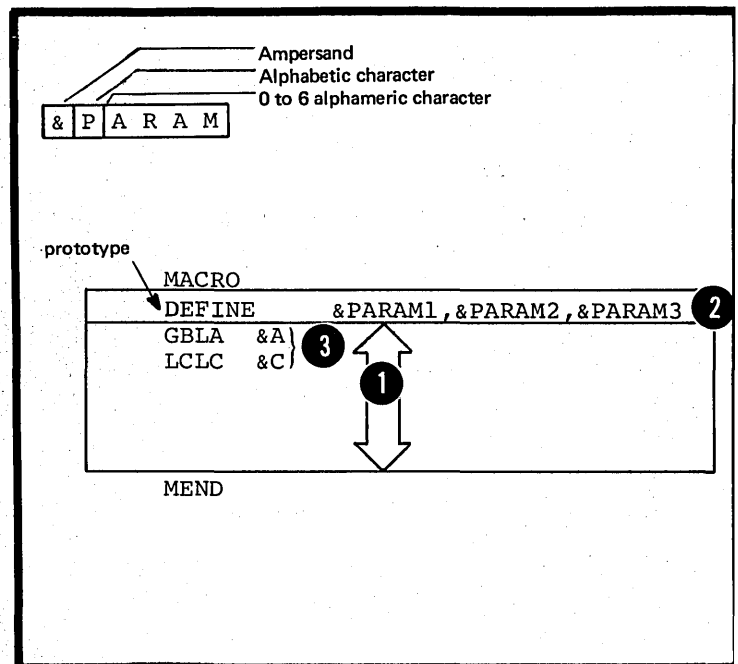 Ampersand
Alphabetic character
0 to 6 alphameric character
& P A R A M
prototype
MACRO
DEFINE &PARAM1,&PARAM2,&PARAM3 2
GBLA &A } 3
LCLC &C
1
MEND